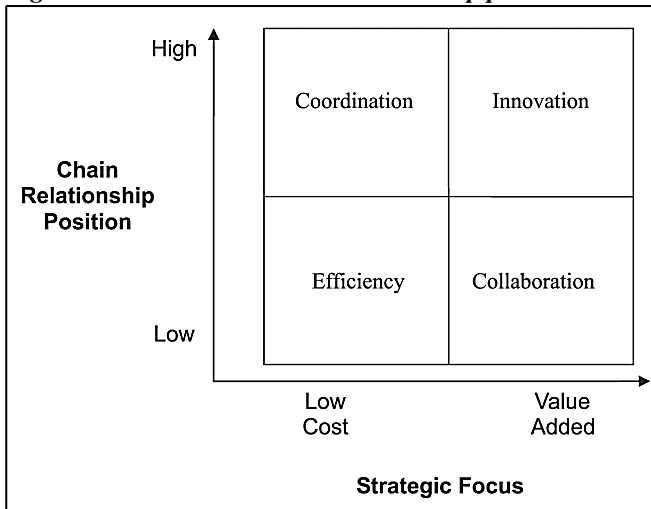 High
Coordination Innovation
Chain
Relationship
Position
Efficiency Collaboration
Low
Low Value
Cost Added
Strategic Focus